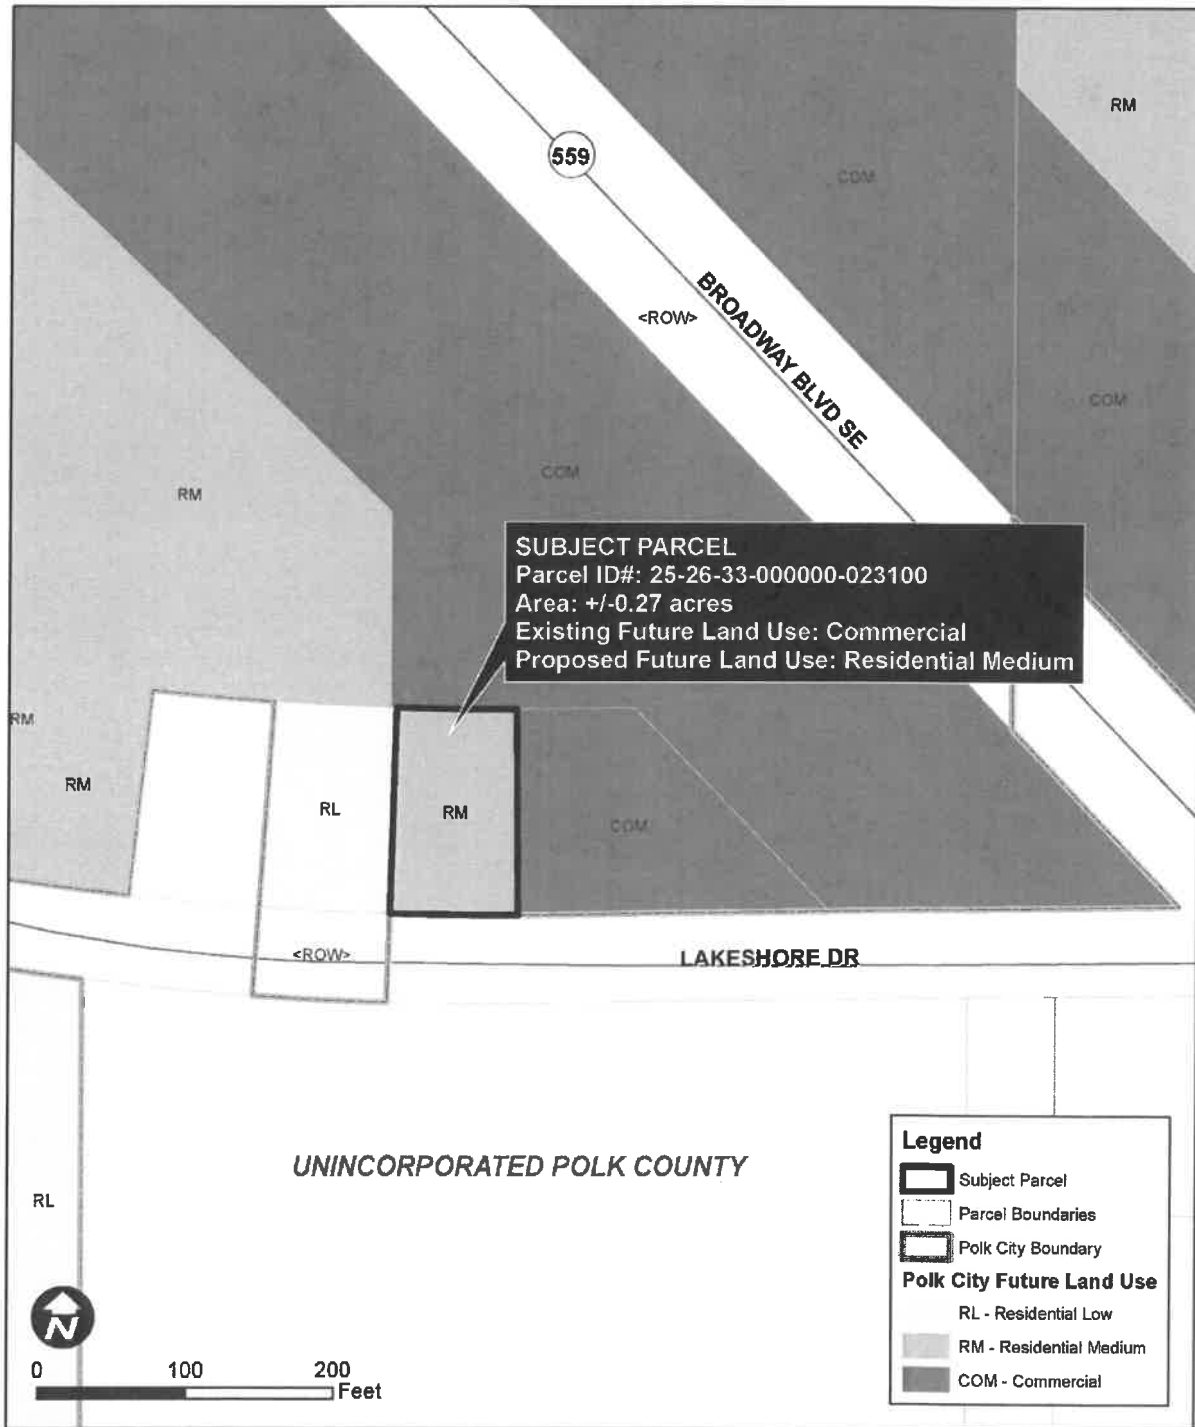 RM
559
COM
BROADWAY BLVD SE
<ROW>
COM
COM
RM
SUBJECT PARCEL
Parcel ID#: 25-26-33-000000-023100
Area: +/-0.27 acres
Existing Future Land Use: Commercial
Proposed Future Land Use: Residential Medium
RM
RM
RL
RM
COM
<ROW>
LAKESHORE DR
UNINCORPORATED POLK COUNTY
RL
Legend
Subject Parcel
Parcel Boundaries
Polk City Boundary
Polk City Future Land Use
RL - Residential Low
RM - Residential Medium
COM - Commercial
N
0 100 200
Feet